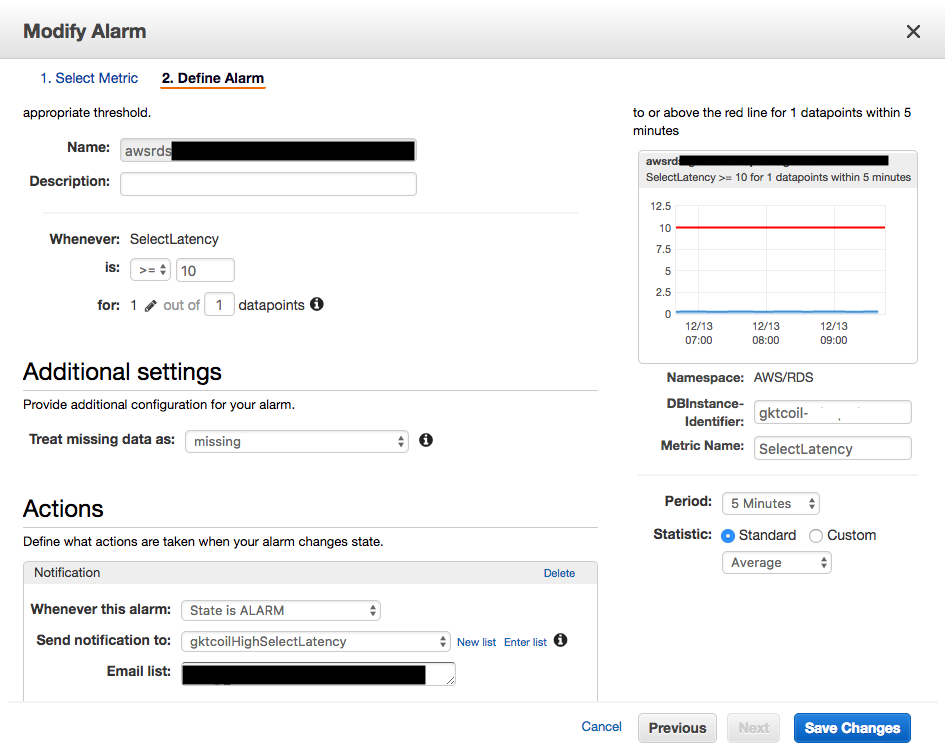 Modify Alarm
1. Select Metric 2. Define Alarm
appropriate threshold.
Name: awsrds
Description:
Whenever: SelectLatency
is: >= 10
for: 1 out of 1 datapoints
Additional settings
Provide additional configuration for your alarm.
Treat missing data as: missing
Actions
Define what actions are taken when your alarm changes state.
Notification Delete
Whenever this alarm: State is ALARM
Send notification to: gktcoilHighSelectLatency New list Enter list
Email list:
to or above the red line for 1 datapoints within 5
minutes
awsrds
SelectLatency >= 10 for 1 datapoints within 5 minutes
12.5
10
7.5
5
2.5
0
12/13 12/13 12/13
07:00 08:00 09:00
Namespace: AWS/RDS
DBInstance-
Identifier: gktcoil-
Metric Name: SelectLatency
Period: 5 Minutes
Statistic: Standard Custom
Average
Cancel Previous Next Save Changes